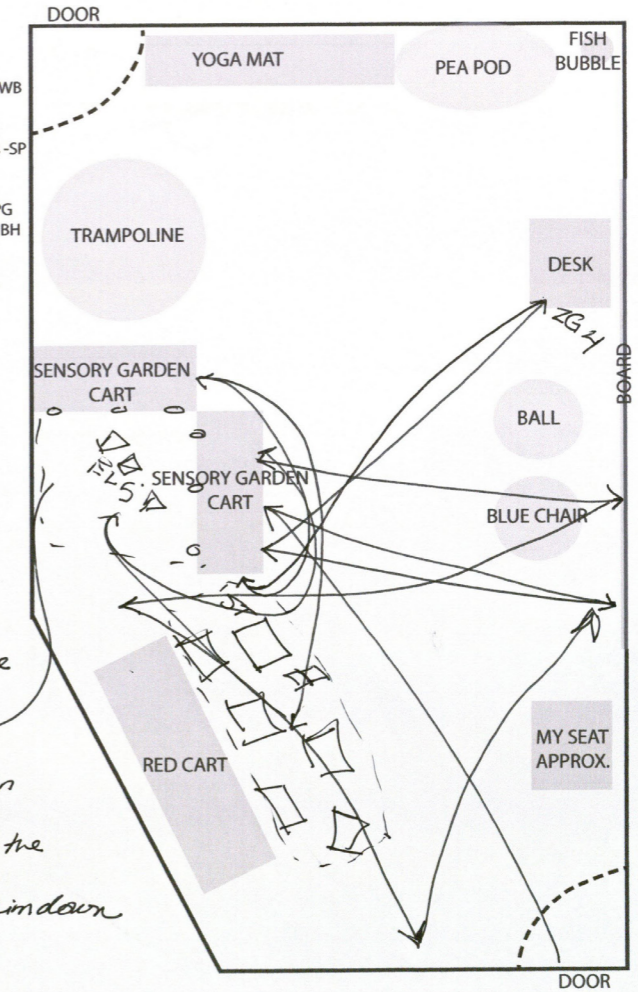 DOOR
YOGA MAT
PEA POD
FISH
BUBBLE
WB
-SP
PG
BH
TRAMPOLINE
DESK
ZG 4
BOARD
SENSORY GARDEN
CART
BALL
SENSORY GARDEN
CART
BLUE CHAIR
MY SEAT
APPROX.
RED CART
the
DOOR